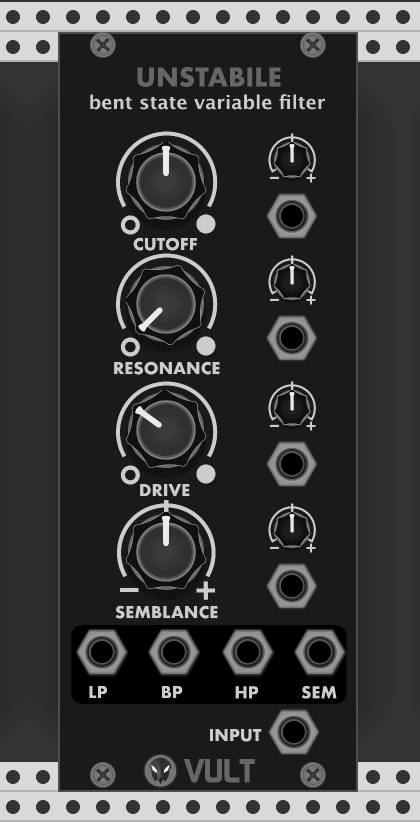 UNSTABILE
bent state variable filter
CUTOFF
- +
RESONANCE
- +
DRIVE
- +
SEMBLANCE
- +
- +
LP BP HP SEM
INPUT
VULT